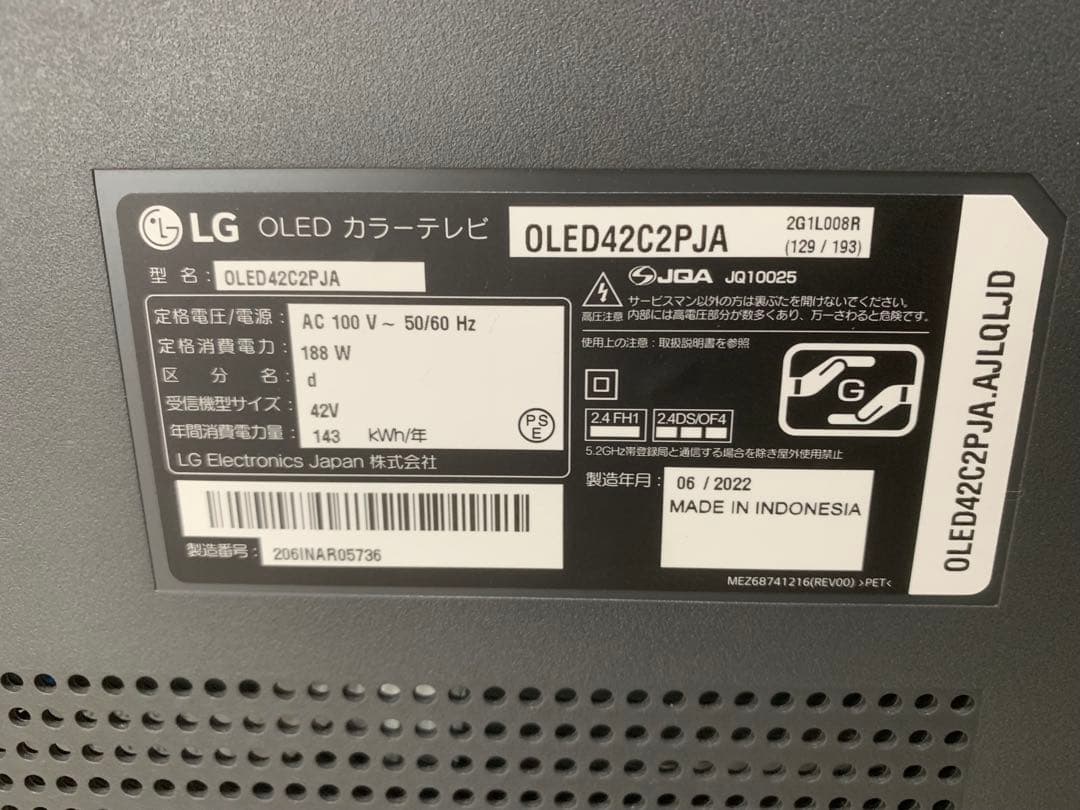 LG OLED カラーテレビ
OLED42C2PJA
2G1L008R
(129 / 193)
型 名 : OLED42C2PJA
定格電圧/電源 : AC 100 V ~ 50/60 Hz
定格消費電力 : 188 W
区 分 名 : d
受信機型サイズ : 42V
年間消費電力量 : 143 kWh/年
PS
E
LG Electronics Japan 株式会社
製造番号 : 206INAR05736
JQA JQ10025
高圧注意
サービスマン以外の方は裏ぶたを開けないでください。
内部には高電圧部分が数多くあり、万一さわると危険です。
使用上の注意 : 取扱説明書を参照
G
2.4 FH1
2.4DS/OF4
5.2GHz帯登録局と通信する場合を除き屋外使用禁止
製造年月 : 06 / 2022
MADE IN INDONESIA
MEZ68741216(REV00) >PET<
OLED42C2PJA.AJLQLJD